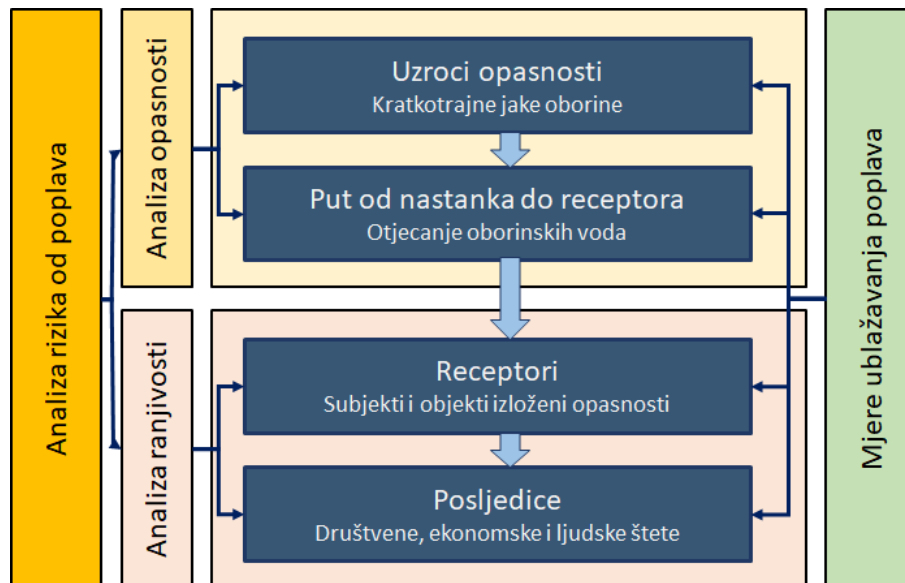 Analiza rizika od poplava
Analiza opasnosti
Uzroci opasnosti
Kratkotrajne jake oborine
Put od nastanka do receptora
Otjecanje oborinskih voda
Analiza ranjivosti
Receptori
Subjekti i objekti izloženi opasnosti
Posljedice
Društvene, ekonomske i ljudske štete
Mjere ublažavanja poplava